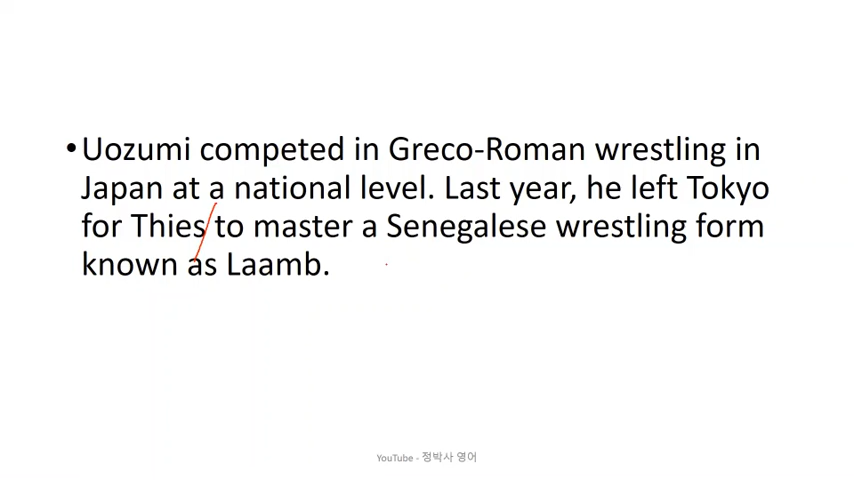 •Uozumi competed in Greco-Roman wrestling in
Japan at a national level. Last year, he left Tokyo
for Thies to master a Senegalese wrestling form
known as Laamb.
YouTube - 정박사 영어